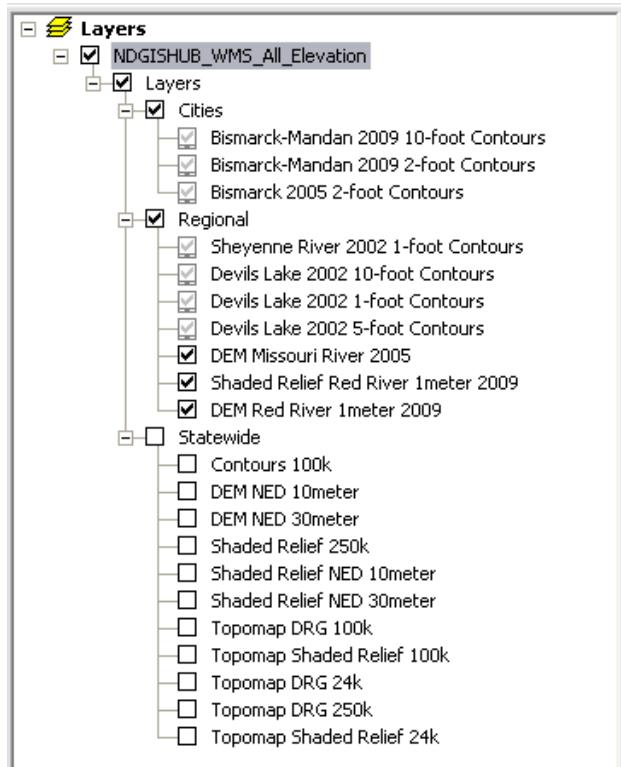 Layers
NDGISHUB_WMS_All_Elevation
Layers
Cities
Bismarck-Mandan 2009 10-foot Contours
Bismarck-Mandan 2009 2-foot Contours
Bismarck 2005 2-foot Contours
Regional
Sheyenne River 2002 1-foot Contours
Devils Lake 2002 10-foot Contours
Devils Lake 2002 1-foot Contours
Devils Lake 2002 5-foot Contours
DEM Missouri River 2005
Shaded Relief Red River 1meter 2009
DEM Red River 1meter 2009
Statewide
Contours 100k
DEM NED 10meter
DEM NED 30meter
Shaded Relief 250k
Shaded Relief NED 10meter
Shaded Relief NED 30meter
Topomap DRG 100k
Topomap Shaded Relief 100k
Topomap DRG 24k
Topomap DRG 250k
Topomap Shaded Relief 24k